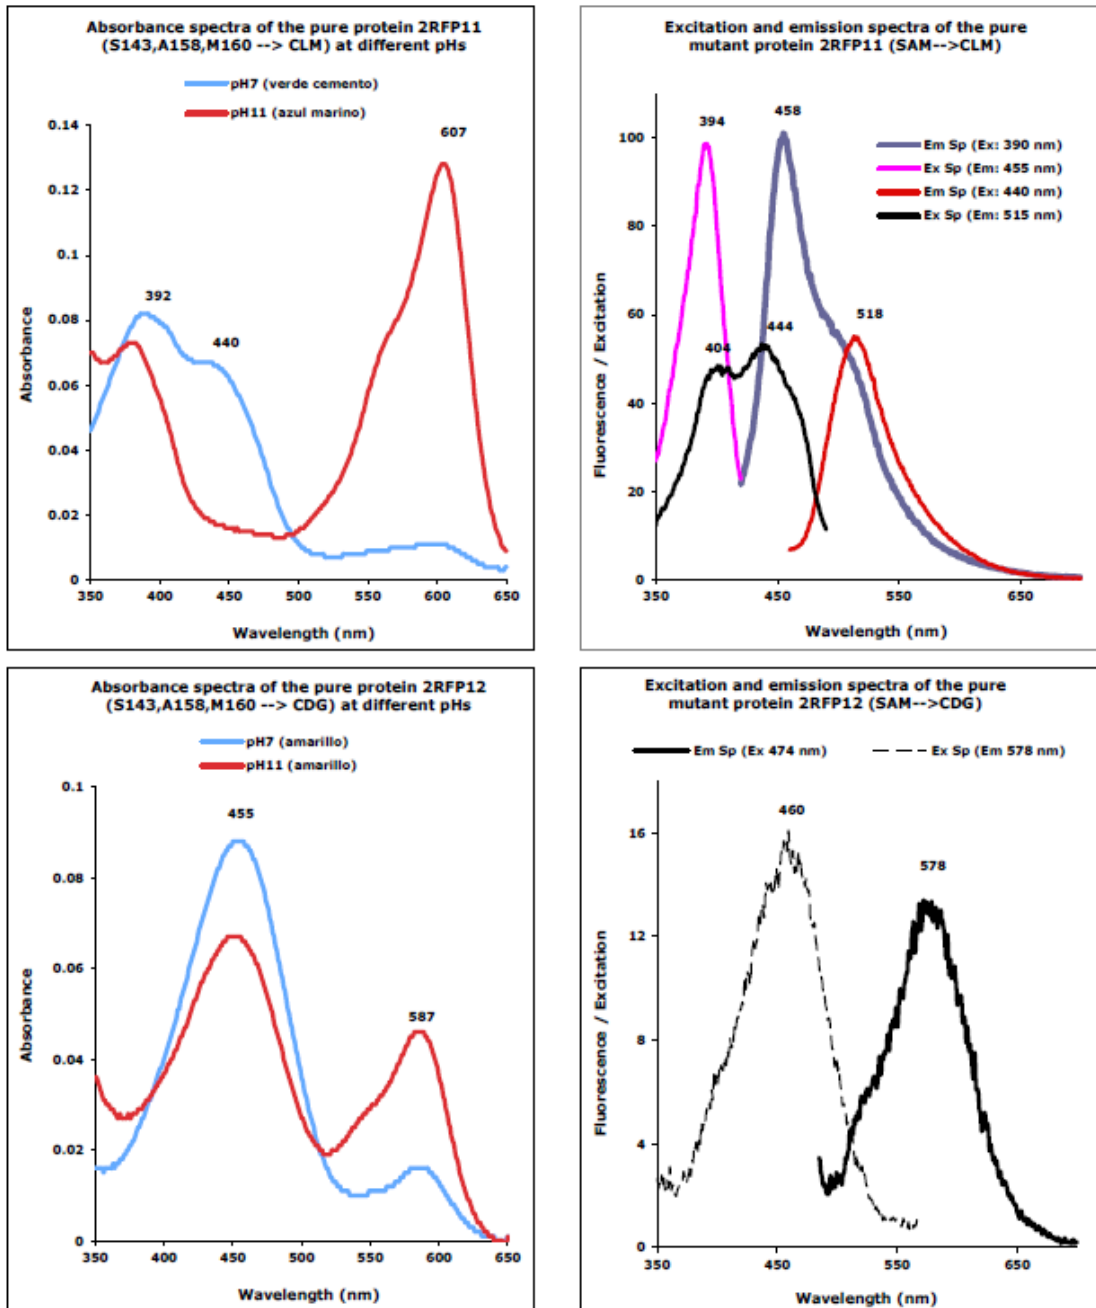 Absorbance spectra of the pure protein 2RFP11
(S143,A158,M160 --> CLM) at different pHs
pH7 (verde cemento)
pH11 (azul marino)
0.14
0.12
0.1
0.08
0.06
0.04
0.02
0
607
392
440
350 400 450 500 550 600 650
Absorbance
Wavelength (nm)
Excitation and emission spectra of the pure
mutant protein 2RFP11 (SAM-->CLM)
394
458
Em Sp (Ex: 390 nm)
Ex Sp (Em: 455 nm)
Em Sp (Ex: 440 nm)
Ex Sp (Em: 515 nm)
100
80
60
40
20
0
404
444
518
350 450 550 650
Fluorescence / Excitation
Wavelength (nm)
Absorbance spectra of the pure protein 2RFP12
(S143,A158,M160 --> CDG) at different pHs
pH7 (amarillo)
pH11 (amarillo)
0.1
0.08
0.06
0.04
0.02
0
455
587
350 400 450 500 550 600 650
Absorbance
Wavelength (nm)
Excitation and emission spectra of the pure
mutant protein 2RFP12 (SAM-->CDG)
Em Sp (Ex 474 nm) Ex Sp (Em 578 nm)
16
12
8
4
0
460
578
350 450 550 650
Fluorescence / Excitation
Wavelength (nm)